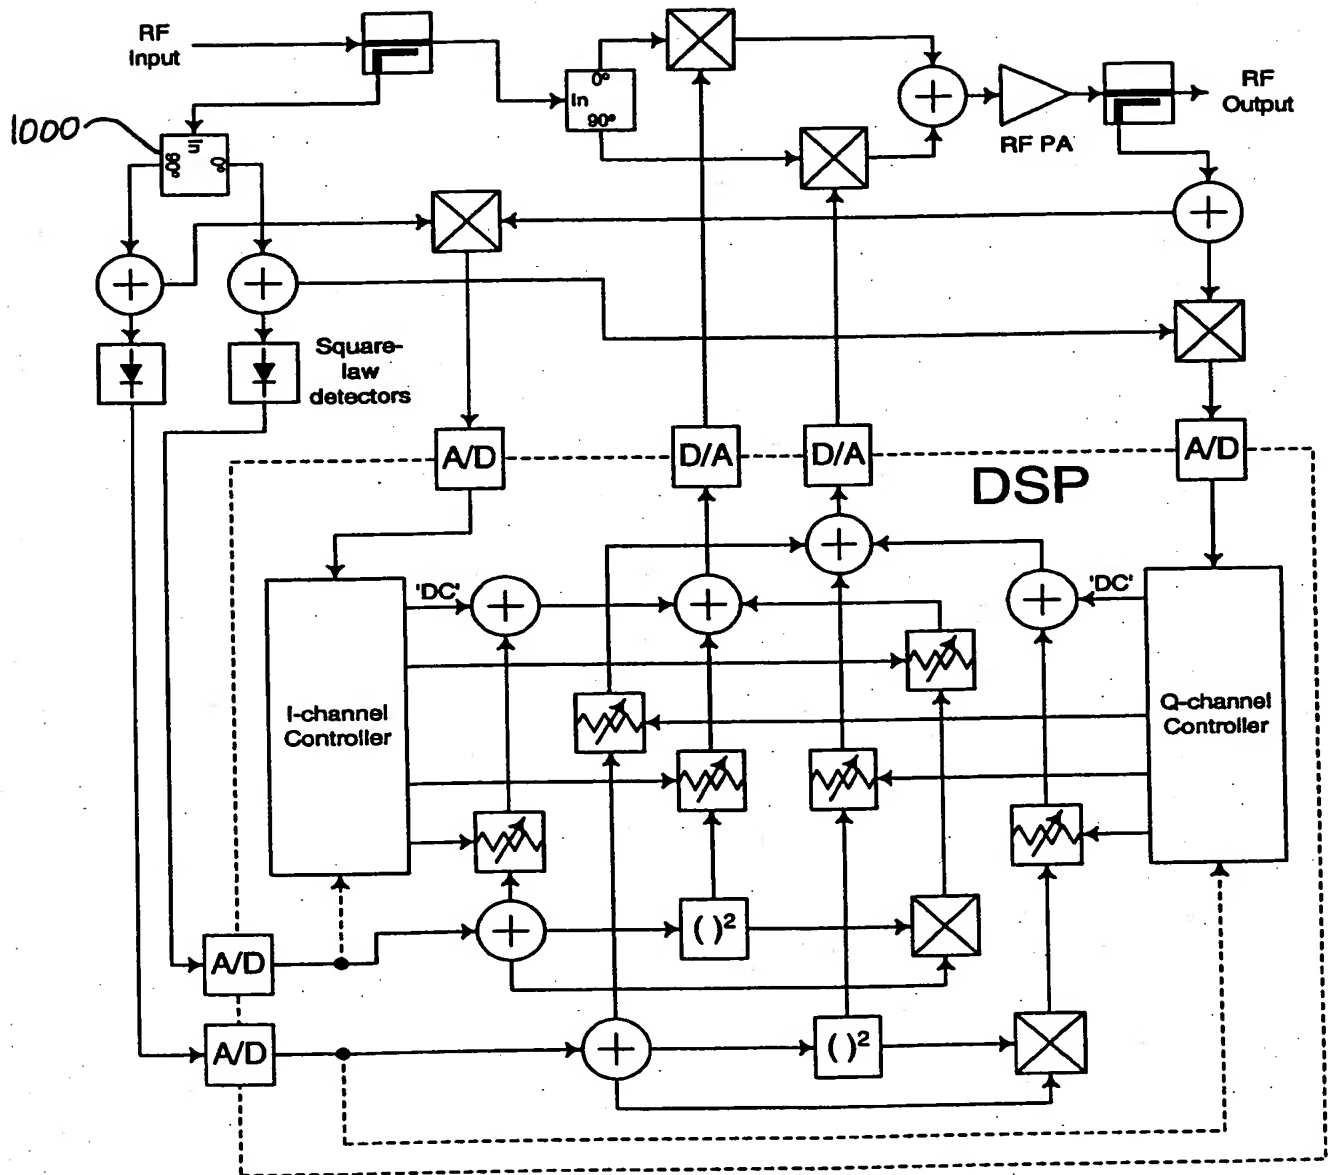 RF
Input
0°
In
90°
RF PA
RF
Output
1000
In
90°
0°
Square-
law
detectors
A/D
D/A
D/A
A/D
DSP
'DC'
'DC'
I-channel
Controller
Q-channel
Controller
( )²
A/D
( )²
A/D